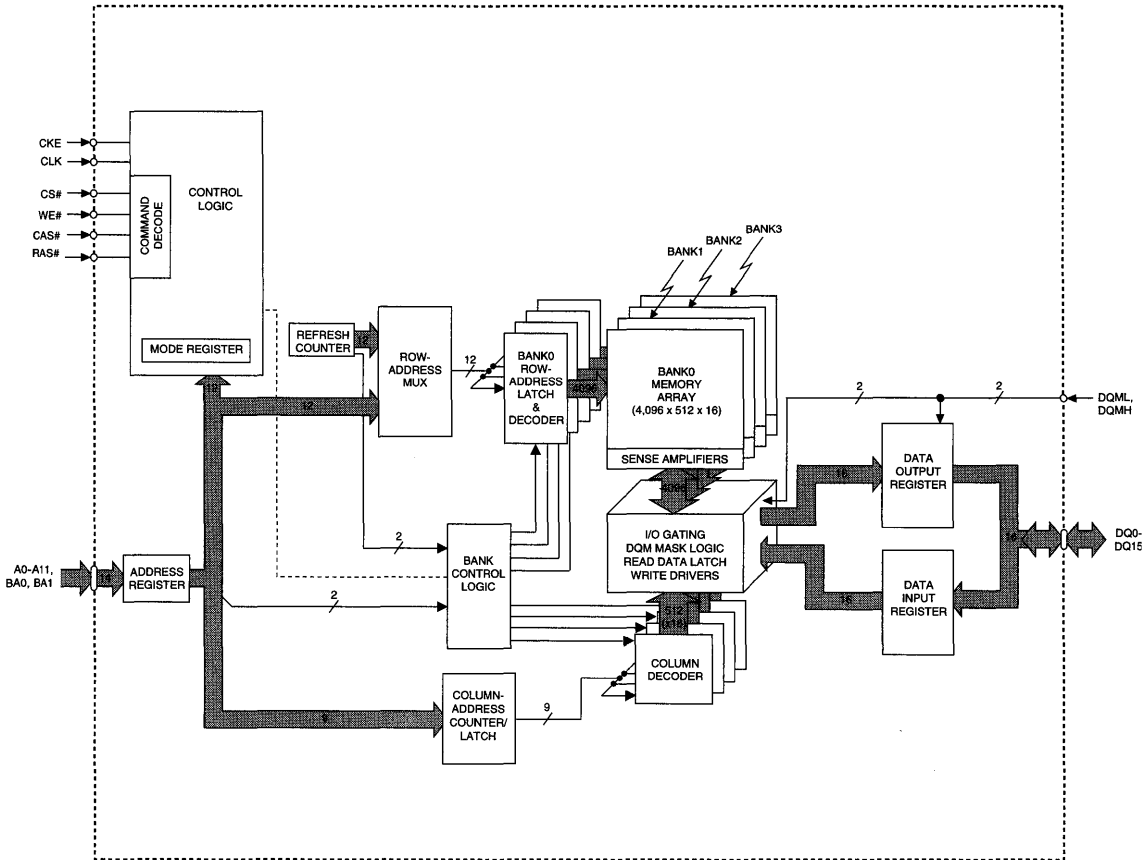 CKE
CLK
CS#
WE#
CAS#
RAS#
COMMAND
DECODE
CONTROL
LOGIC
MODE REGISTER
12
REFRESH
COUNTER
12
12
ROW-
ADDRESS
MUX
12
BANK0
ROW-
ADDRESS
LATCH
&
DECODER
4096
BANK1
BANK2
BANK3
BANK0
MEMORY
ARRAY
(4,096 x 512 x 16)
SENSE AMPLIFIERS
4096
I/O GATING
DQM MASK LOGIC
READ DATA LATCH
WRITE DRIVERS
2
2
DQML,
DQMH
16
DATA
OUTPUT
REGISTER
16
DQ0-
DQ15
16
DATA
INPUT
REGISTER
A0-A11,
BA0, BA1
14
ADDRESS
REGISTER
2
2
BANK
CONTROL
LOGIC
512
(x16)
COLUMN
DECODER
9
COLUMN-
ADDRESS
COUNTER/
LATCH
9